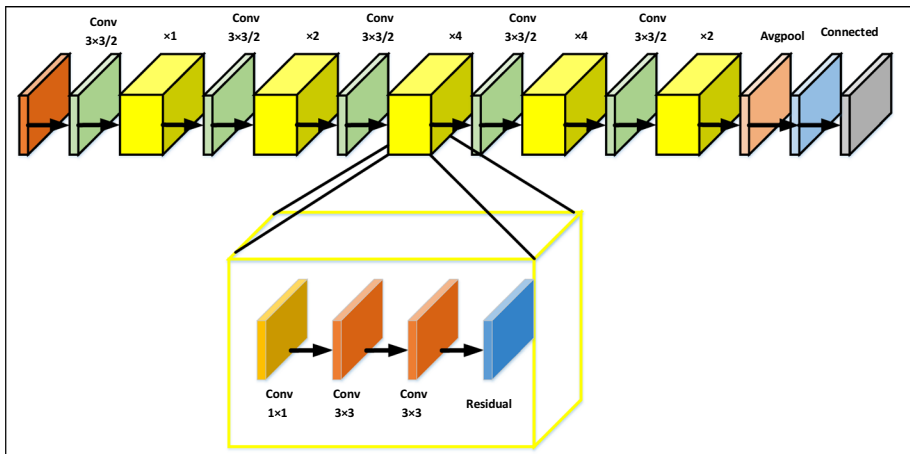 Conv
3×3/2
×1
Conv
3×3/2
×2
Conv
3×3/2
×4
Conv
3×3/2
×4
Conv
3×3/2
×2
Avgpool
Connected
Conv
1×1
Conv
3×3
Conv
3×3
Residual